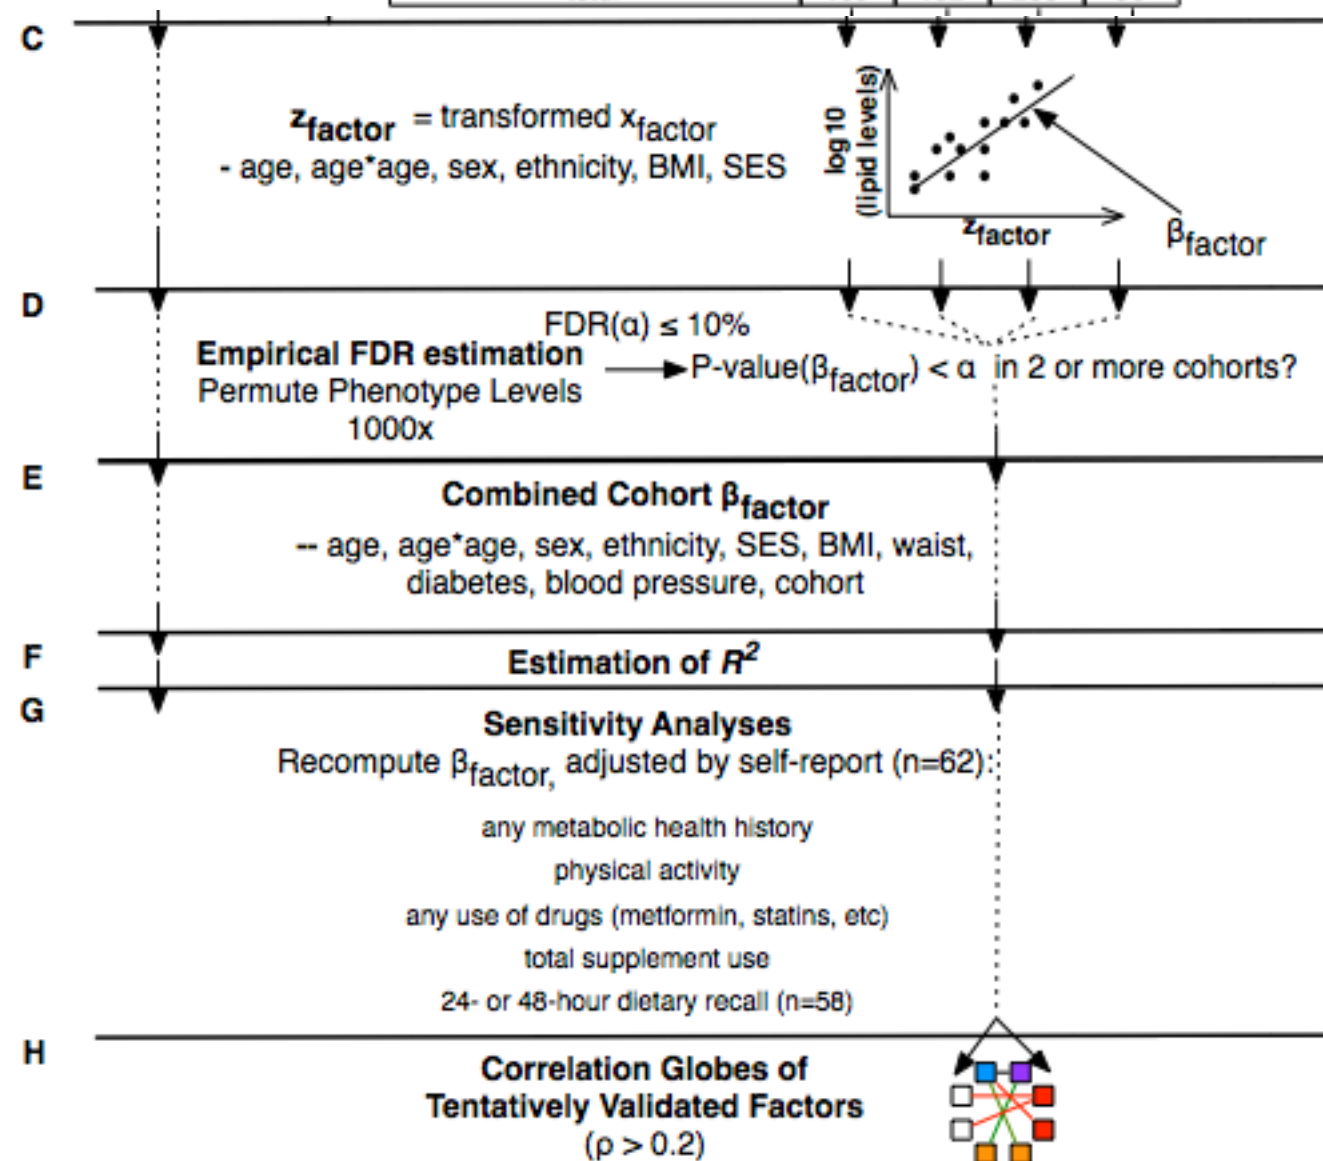 C
z_factor = transformed x_factor
- age, age*age, sex, ethnicity, BMI, SES
log10
(lipid levels)
z_factor
β_factor
D
FDR(α) ≤ 10%
Empirical FDR estimation
Permute Phenotype Levels
1000x
P-value(β_factor) < α in 2 or more cohorts?
E
Combined Cohort β_factor
-- age, age*age, sex, ethnicity, SES, BMI, waist,
diabetes, blood pressure, cohort
F
Estimation of R²
G
Sensitivity Analyses
Recompute β_factor, adjusted by self-report (n=62):
any metabolic health history
physical activity
any use of drugs (metformin, statins, etc)
total supplement use
24- or 48-hour dietary recall (n=58)
H
Correlation Globes of
Tentatively Validated Factors
(ρ > 0.2)